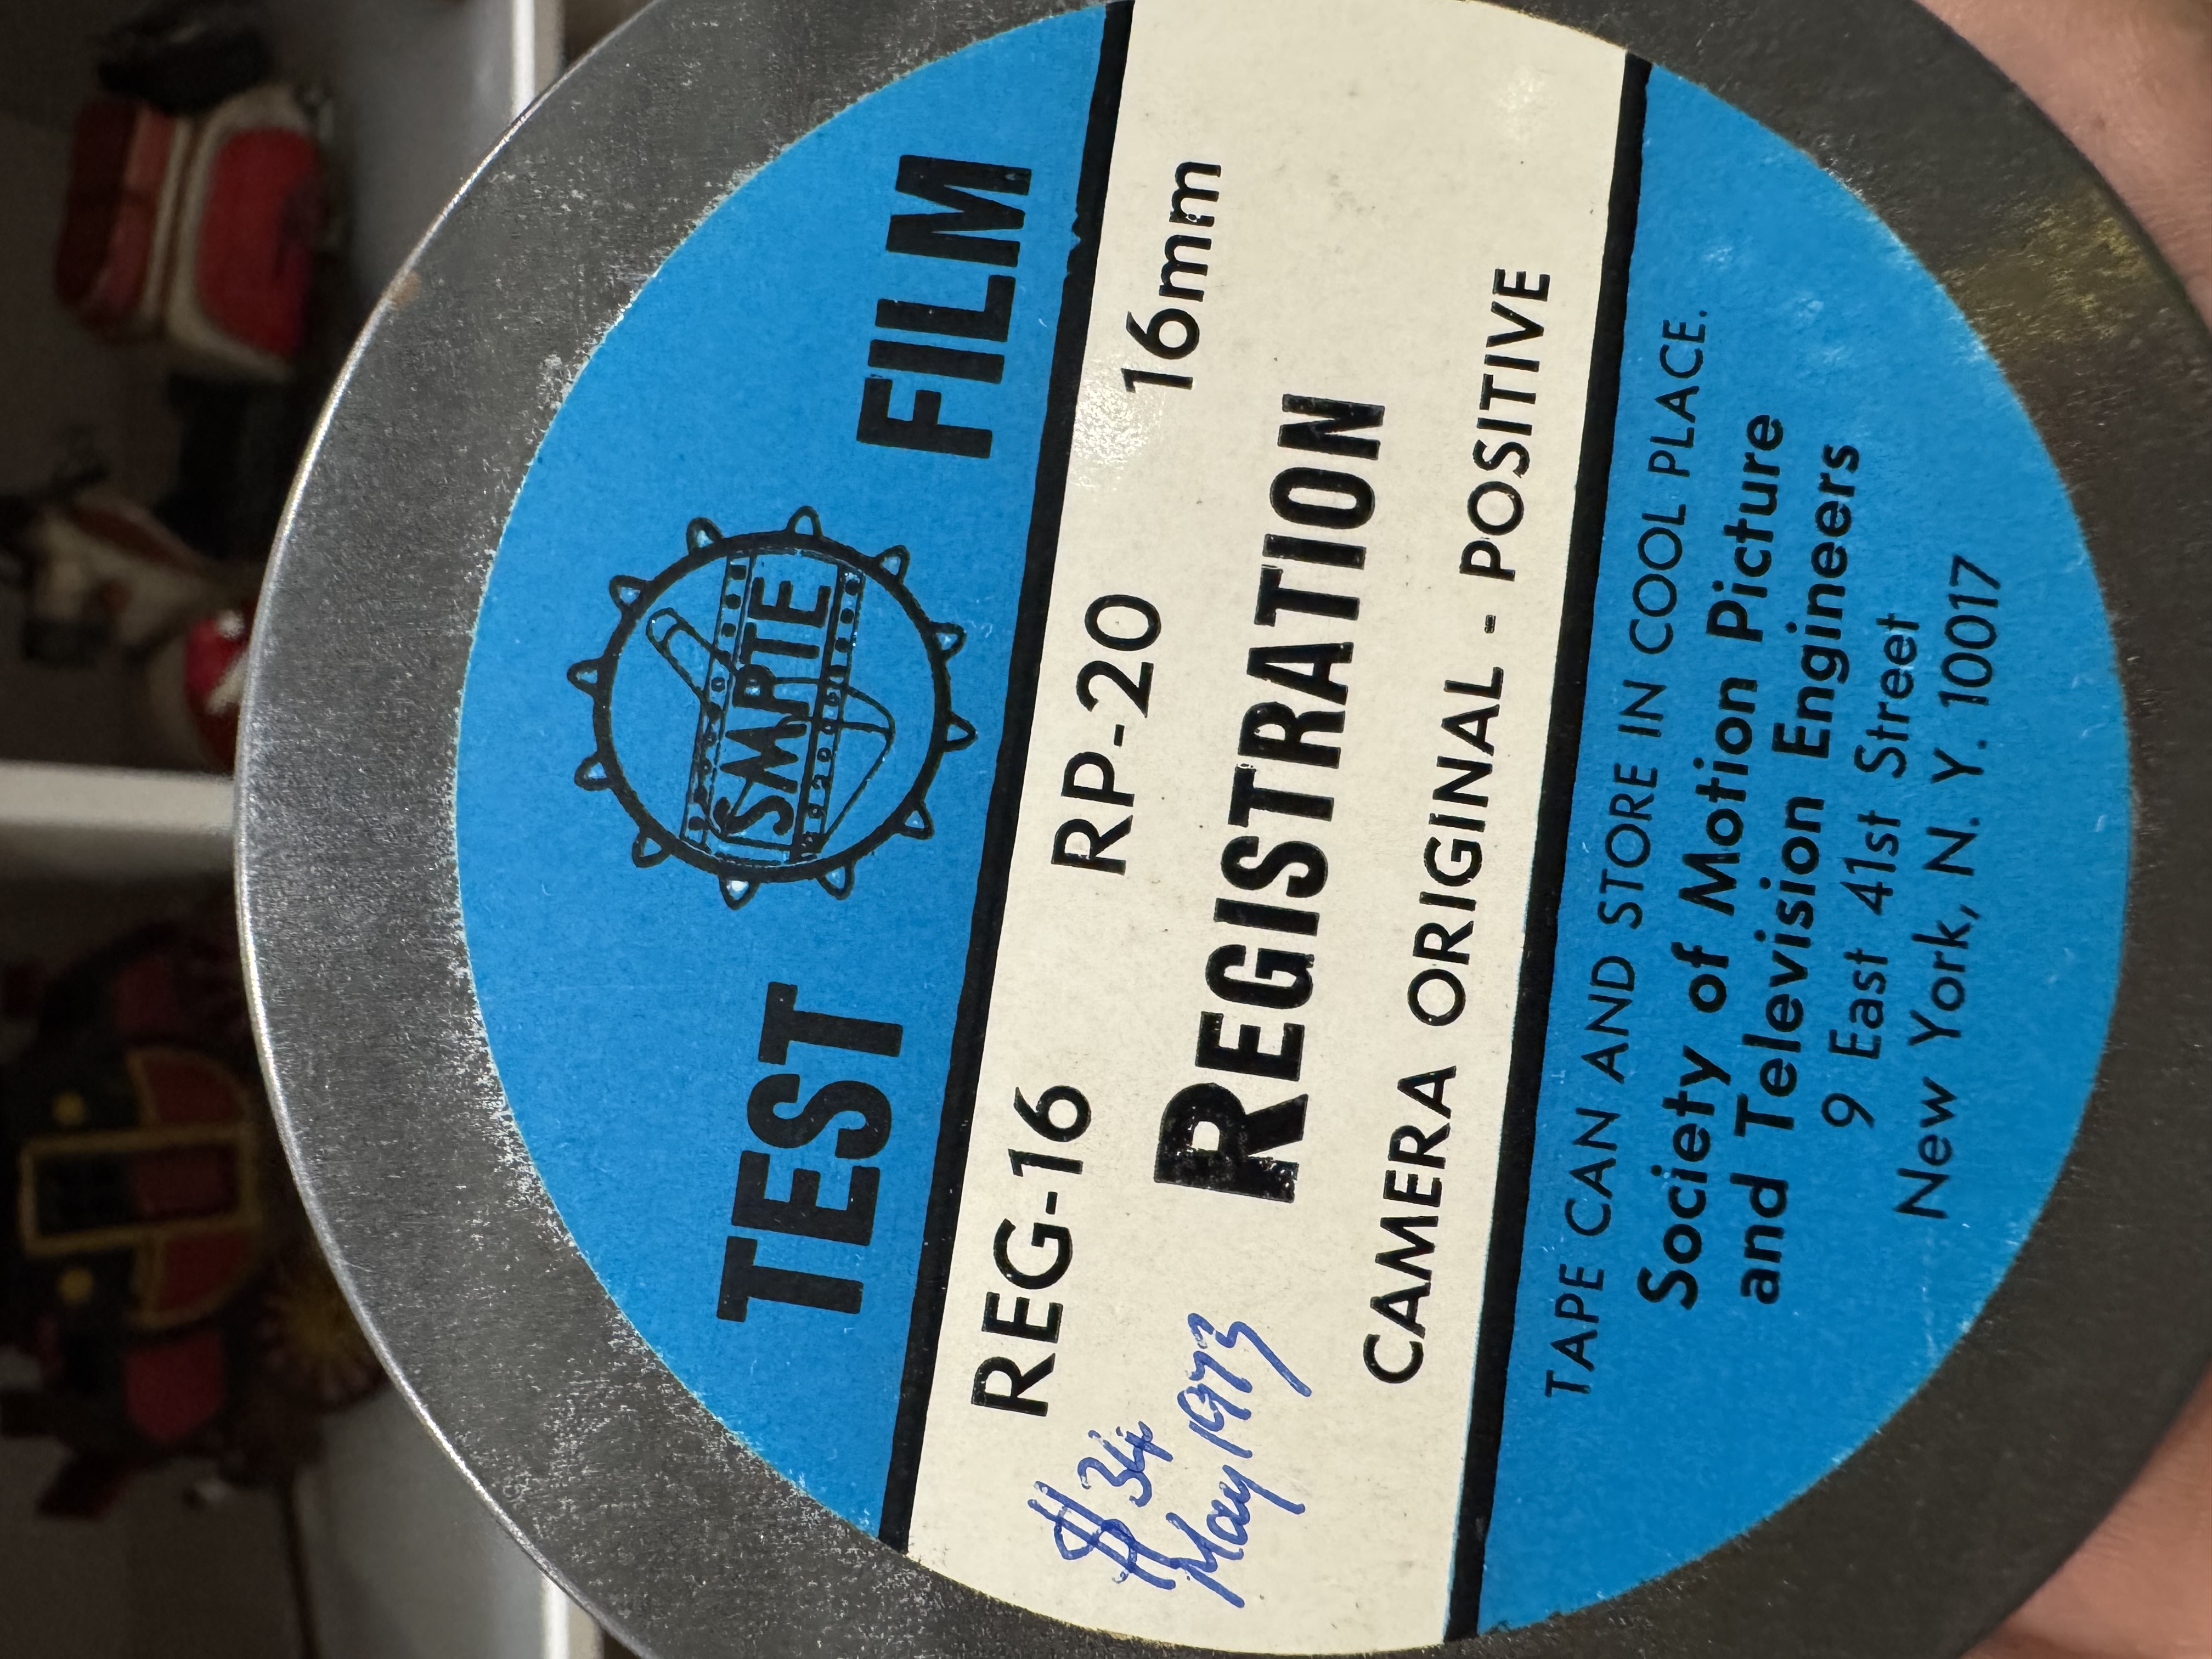 TEST SMPTE FILM
REG-16 RP-20 16mm
$34
May 1973
REGISTRATION
CAMERA ORIGINAL - POSITIVE
TAPE CAN AND STORE IN COOL PLACE.
Society of Motion Picture
and Television Engineers
9 East 41st Street
New York, N. Y. 10017